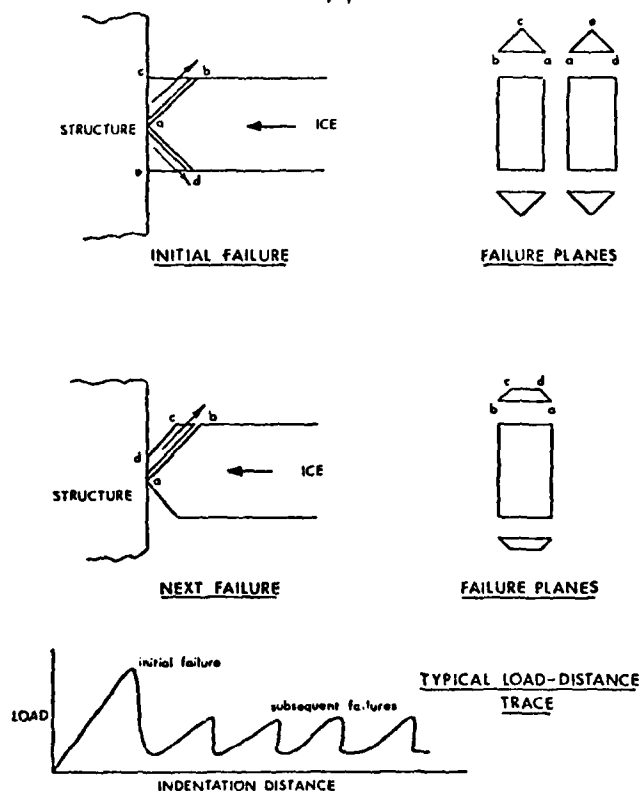 c
b
STRUCTURE
a
ICE
e
d
INITIAL FAILURE
c
e
b a a d
FAILURE PLANES
c
b
d
a
ICE
STRUCTURE
NEXT FAILURE
c d
b a
FAILURE PLANES
initial failure
subsequent failures
LOAD
INDENTATION DISTANCE
TYPICAL LOAD-DISTANCE
TRACE